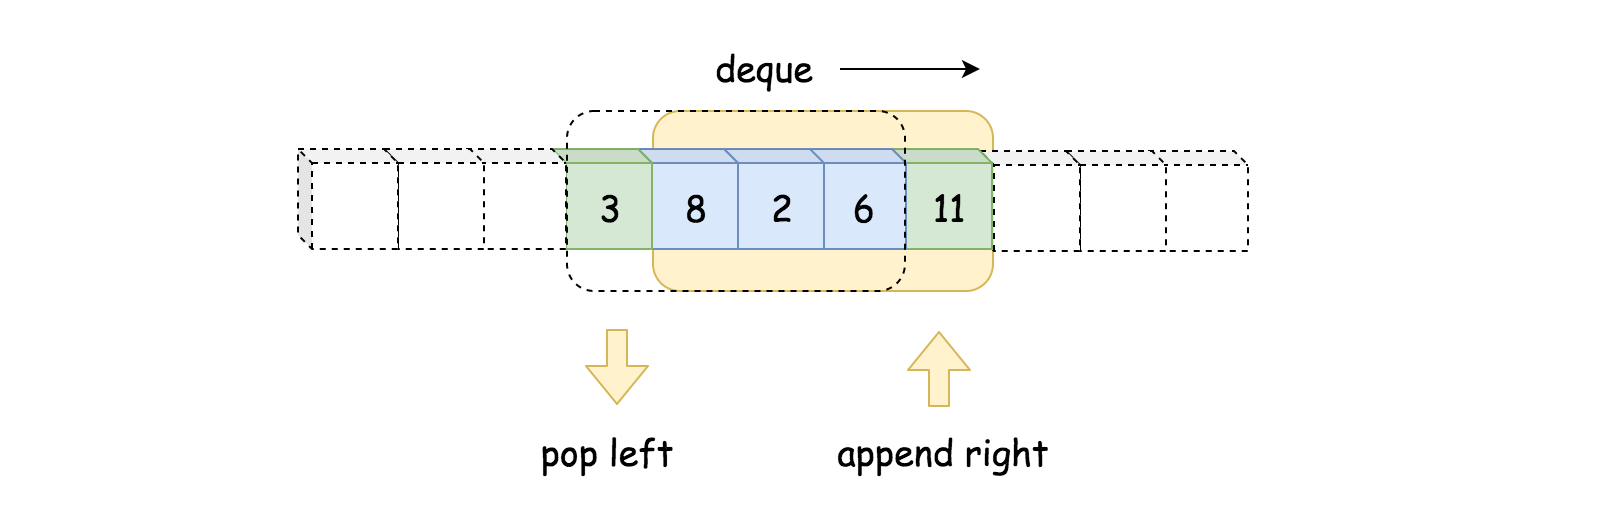 deque
3 8 2 6 11
pop left
append right